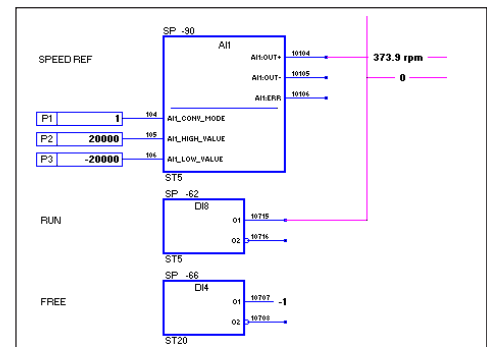 SP -90
AI1
SPEED REF
AI1:OUT+ 10104 373.9 rpm
AI1:OUT- 10105 0
AI1:ERR 10106
P1 1 104 AI1_CONV_MODE
P2 20000 105 AI1_HIGH_VALUE
P3 -20000 106 AI1_LOW_VALUE
ST5
SP -62
DI8
RUN
O1 10715
O2 10716
ST5
SP -66
DI4
FREE
O1 10707 -1
O2 10708
ST20